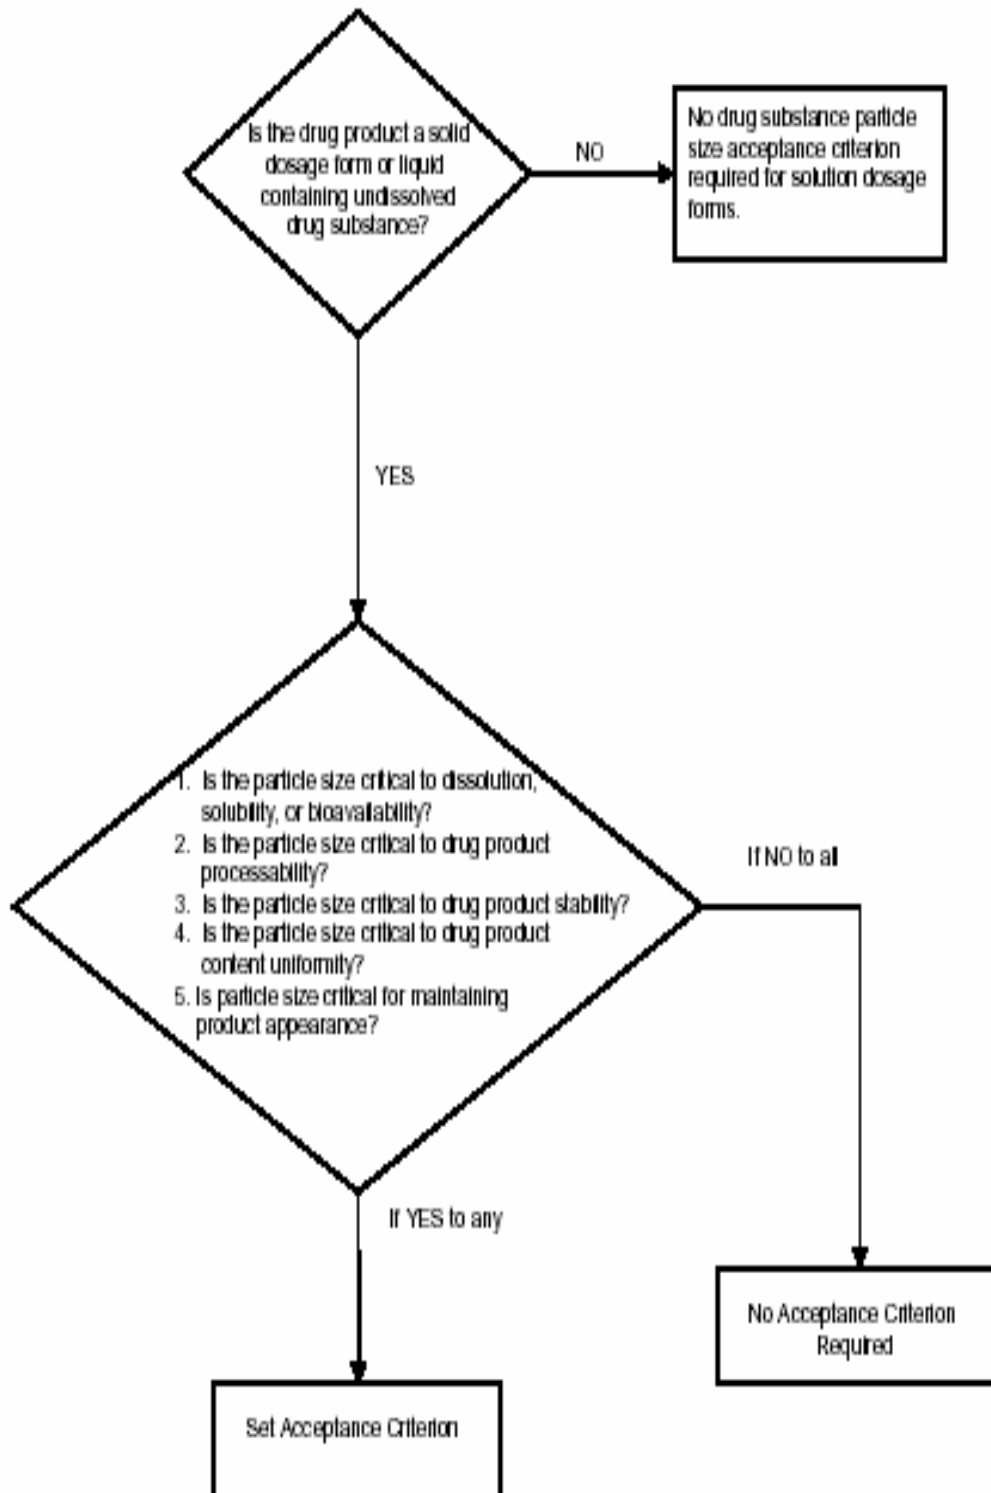 Is the drug product a solid
dosage form or liquid
containing undissolved
drug substance?
NO
No drug substance particle
size acceptance criterion
required for solution dosage
forms.
YES
1. Is the particle size critical to dissolution,
solubility, or bioavailability?
2. Is the particle size critical to drug product
processability?
3. Is the particle size critical to drug product stability?
4. Is the particle size critical to drug product
content uniformity?
5. Is particle size critical for maintaining
product appearance?
If NO to all
If YES to any
No Acceptance Criterion
Required
Set Acceptance Criterion